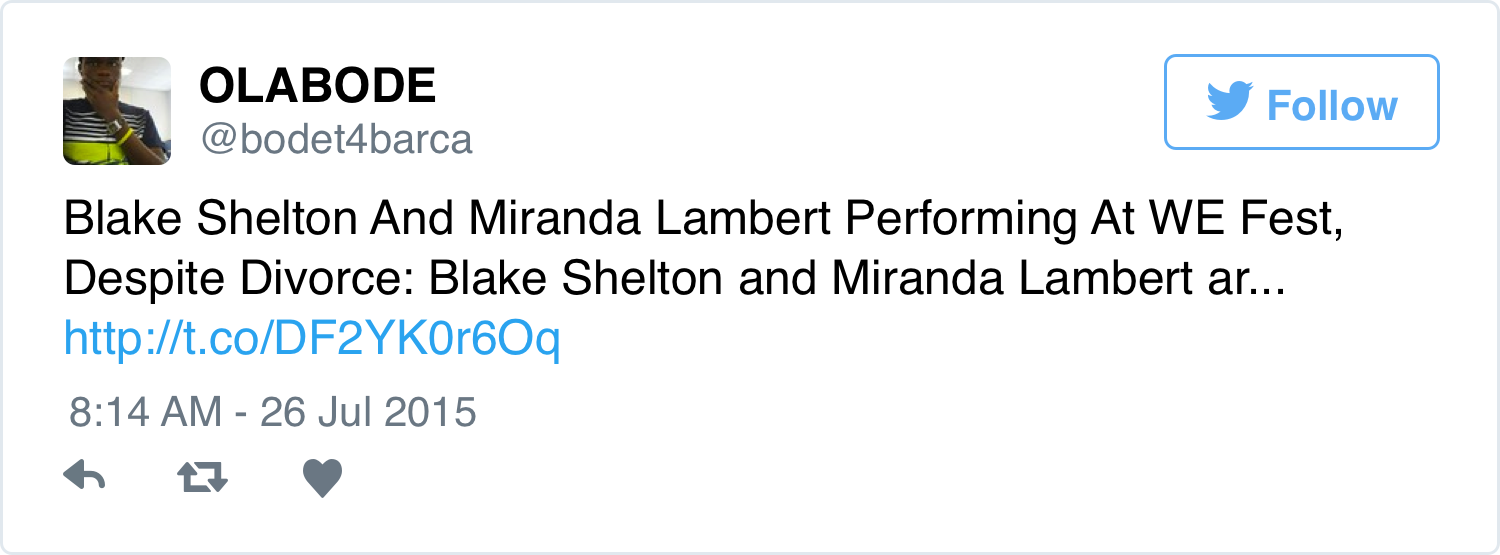 OLABODE
@bodet4barca
Follow
Blake Shelton And Miranda Lambert Performing At WE Fest,
Despite Divorce: Blake Shelton and Miranda Lambert ar...
http://t.co/DF2YK0r6Oq
8:14 AM - 26 Jul 2015